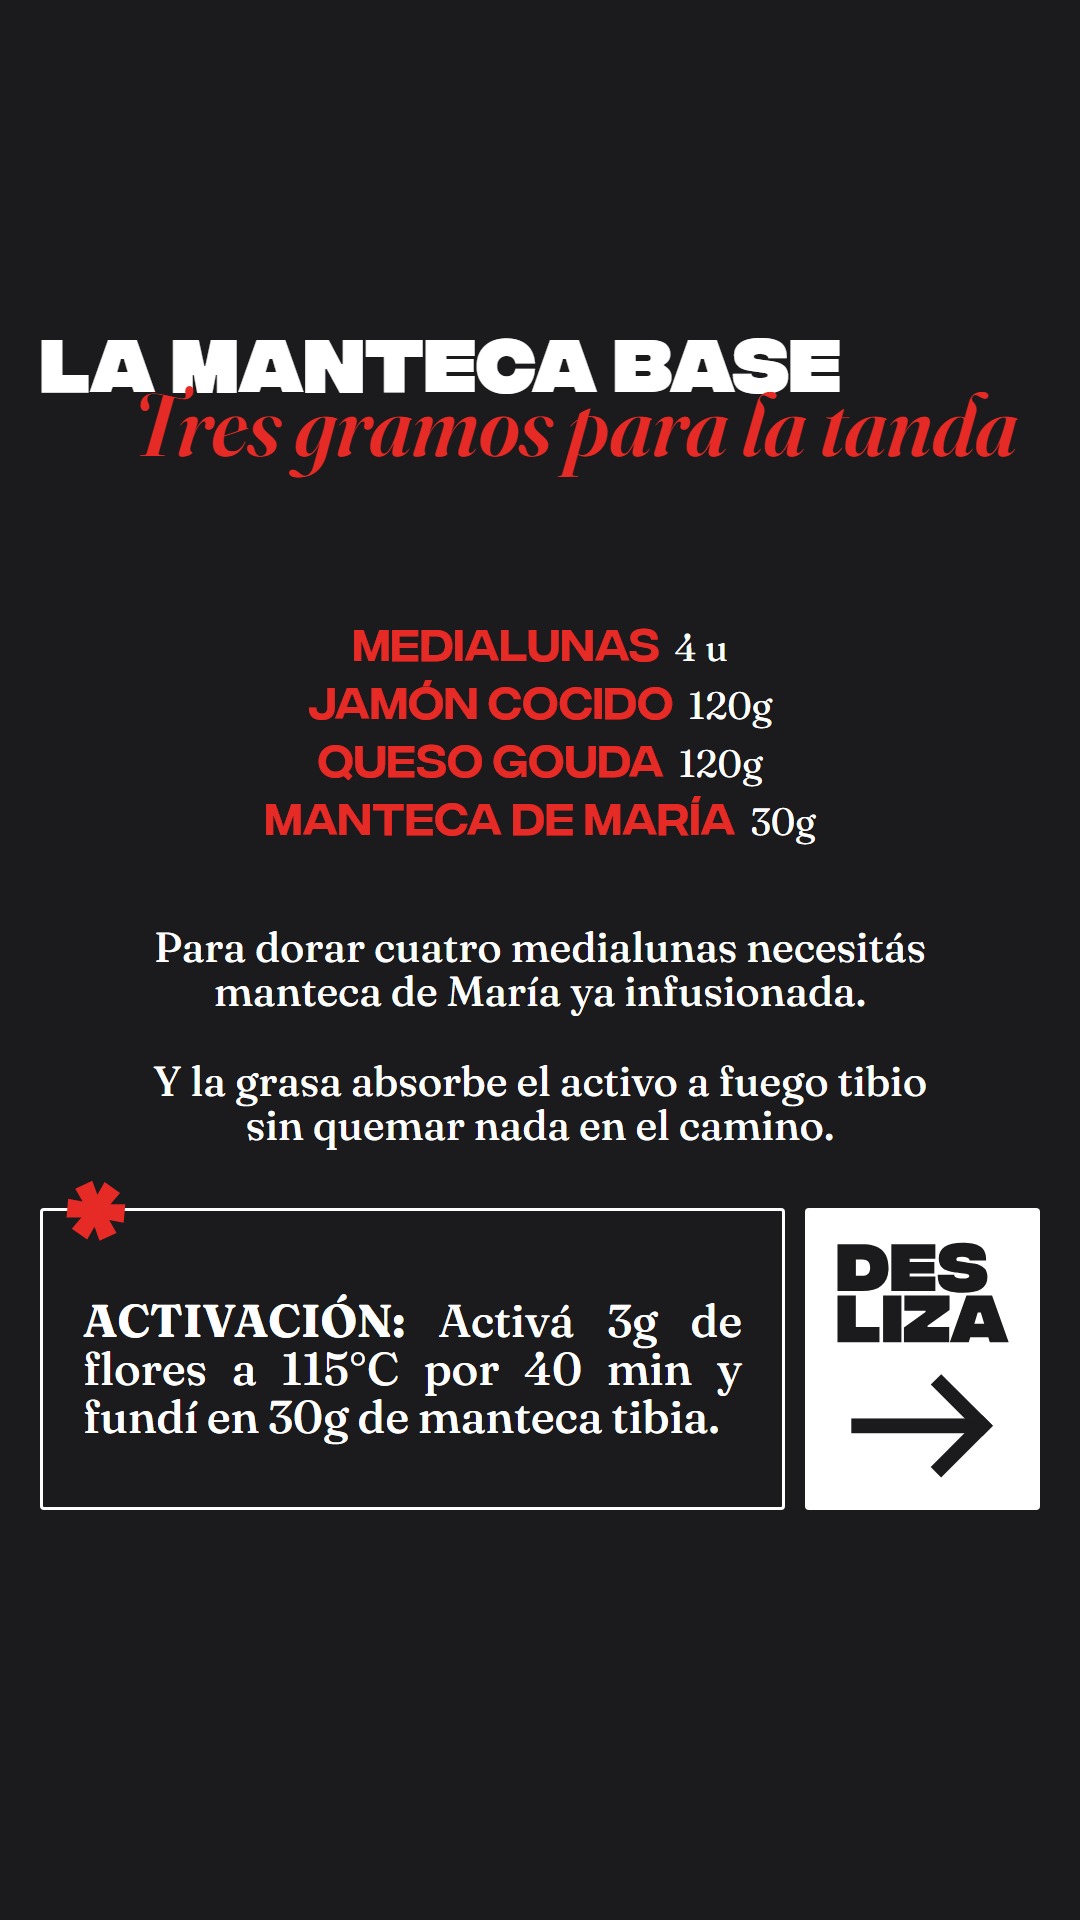 LA MANTECA BASE
Tres gramos para la tanda
MEDIALUNAS 4 u
JAMÓN COCIDO 120g
QUESO GOUDA 120g
MANTECA DE MARÍA 30g
Para dorar cuatro medialunas necesitás
manteca de María ya infusionada.
Y la grasa absorbe el activo a fuego tibio
sin quemar nada en el camino.
ACTIVACIÓN: Activá 3g de
flores a 115°C por 40 min y
fundí en 30g de manteca tibia.
DES
LIZA